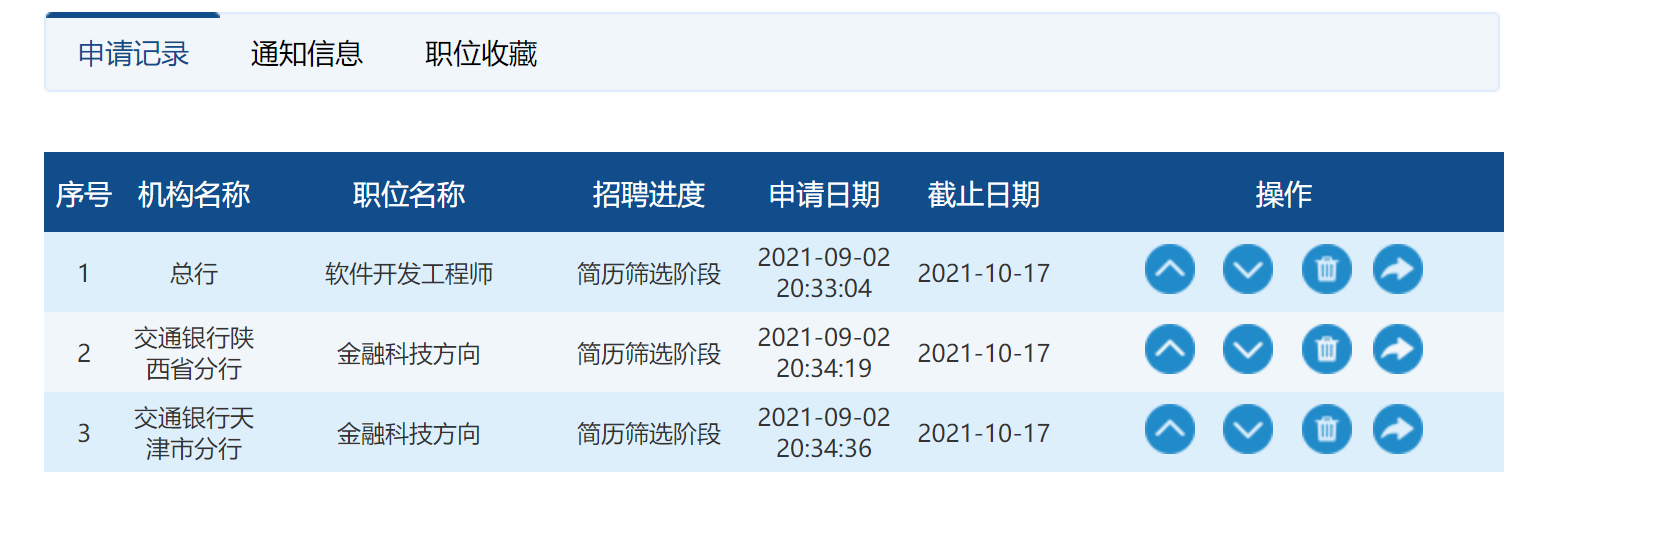 申请记录 通知信息 职位收藏
序号 机构名称 职位名称 招聘进度 申请日期 截止日期 操作
1 总行 软件开发工程师 简历筛选阶段 2021-09-02 20:33:04 2021-10-17
2 交通银行陕西省分行 金融科技方向 简历筛选阶段 2021-09-02 20:34:19 2021-10-17
3 交通银行天津市分行 金融科技方向 简历筛选阶段 2021-09-02 20:34:36 2021-10-17